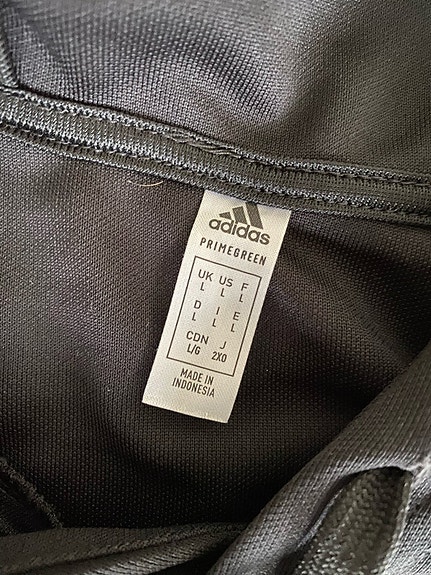 adidas
PRIMEGREEN
UK US F
L L L
D I E
L L L
CDN J
L/G 2XO
MADE IN
INDONESIA